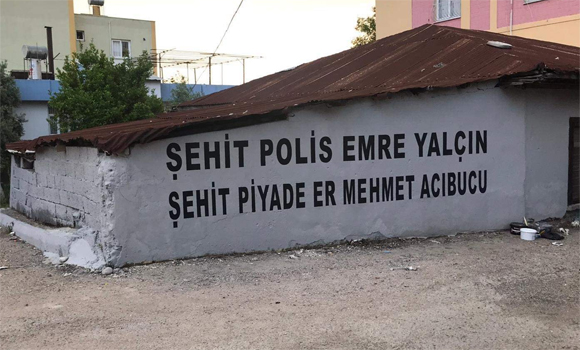 ŞEHİT POLİS EMRE YALÇIN
ŞEHİT PİYADE ER MEHMET ACIBUCU